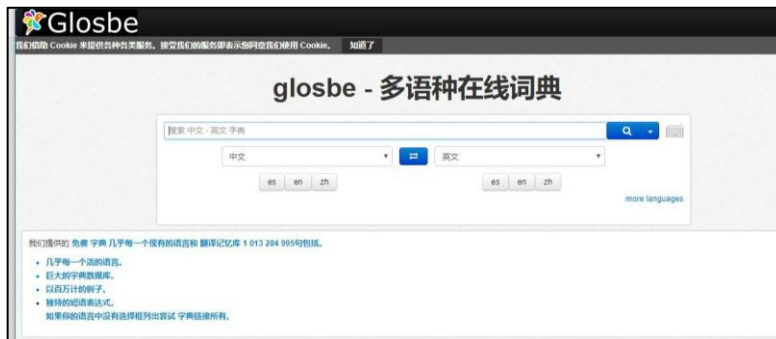 Glosbe
我们借助 Cookie 来提供各种各类服务。接受我们的服务即表示您同意我们使用 Cookie。 知道了
glosbe - 多语种在线词典
搜索 中文 - 英文 字典
中文 英文
es en zh es en zh
more languages
我们提供的 免费 字典 几乎每一个现有的语言和 翻译记忆库 1 013 284 995句包括。
几乎每一个活的语言。
巨大的字典数据库。
以百万计的例子。
独特的短语表达式。
如果你的语言中没有选择框列出尝试 字典链接所有。